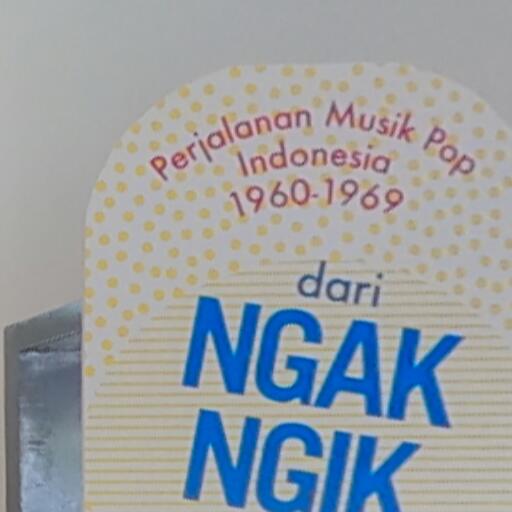 Perjalanan Musik Pop
Indonesia
1960-1969
dari
NGAK
NGIK